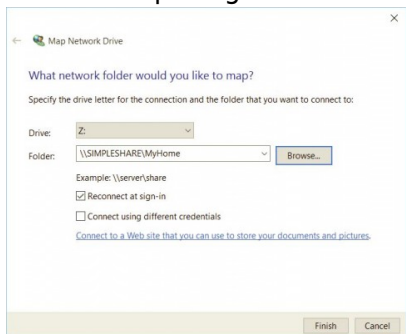 Map Network Drive
What network folder would you like to map?
Specify the drive letter for the connection and the folder that you want to connect to:
Drive: Z:
Folder: \\SIMPLESHARE\MyHome Browse...
Example: \\server\share
Reconnect at sign-in
Connect using different credentials
Connect to a Web site that you can use to store your documents and pictures.
Finish Cancel